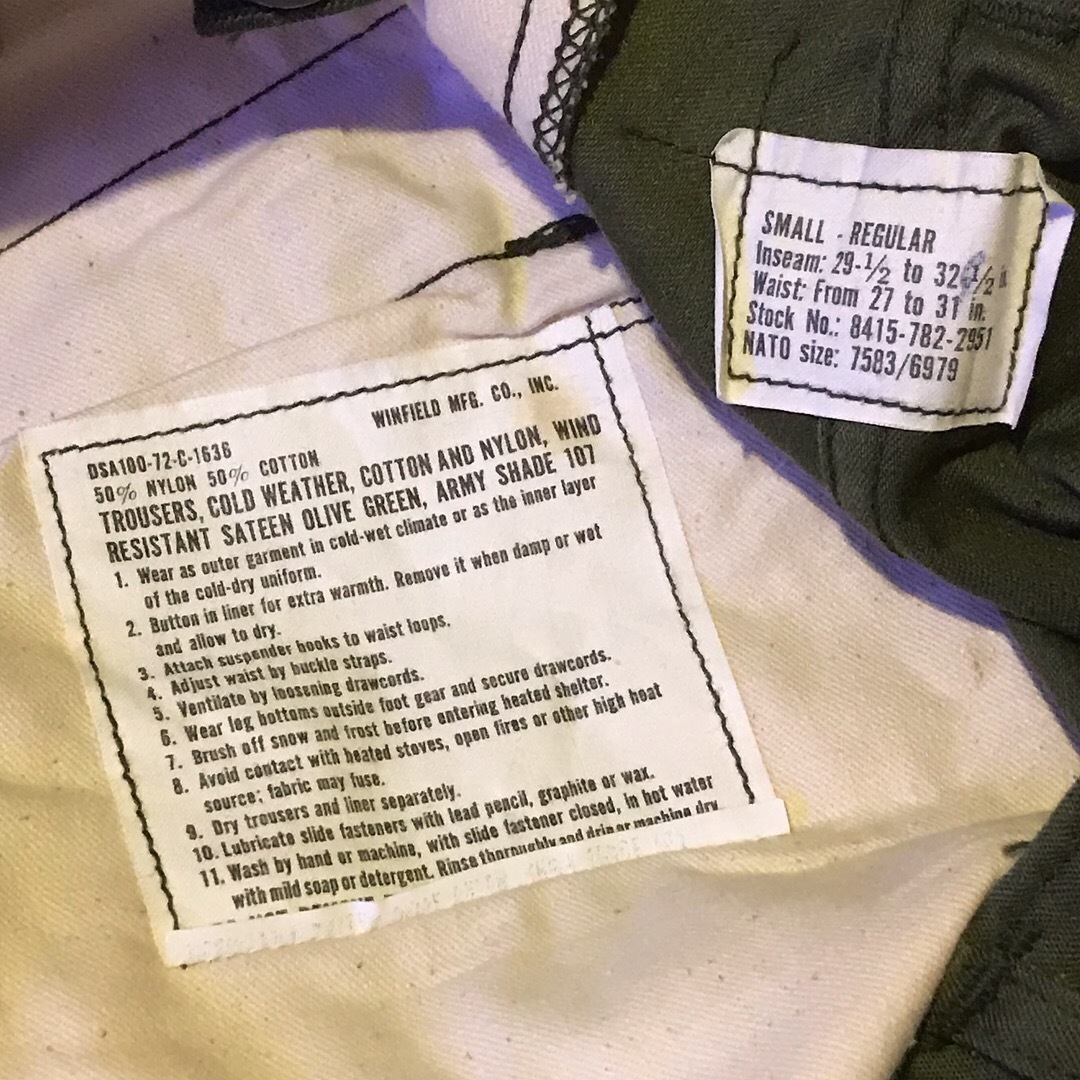 WINFIELD MFG. CO., INC.
DSA100-72-C-1636
50% NYLON 50% COTTON
TROUSERS, COLD WEATHER, COTTON AND NYLON, WIND
RESISTANT SATEEN OLIVE GREEN, ARMY SHADE 107
1. Wear as outer garment in cold-wet climate or as the inner layer
of the cold-dry uniform.
2. Button in liner for extra warmth. Remove it when damp or wet
and allow to dry.
3. Attach suspender hooks to waist loops.
4. Adjust waist by buckle straps.
5. Ventilate by loosening drawcords.
6. Wear leg bottoms outside foot gear and secure drawcords.
7. Brush off snow and frost before entering heated shelter.
8. Avoid contact with heated stoves, open fires or other high heat
source; fabric may fuse.
9. Dry trousers and liner separately.
10. Lubricate slide fasteners with lead pencil, graphite or wax.
11. Wash by hand or machine, with slide fastener closed, in hot water
with mild soap or detergent. Rinse thoroughly and drip or machine dry
SMALL - REGULAR
Inseam: 29-1/2 to 32-1/2
Waist: From 27 to 31 in.
Stock No.: 8415-782-2951
NATO size: 7583/6979